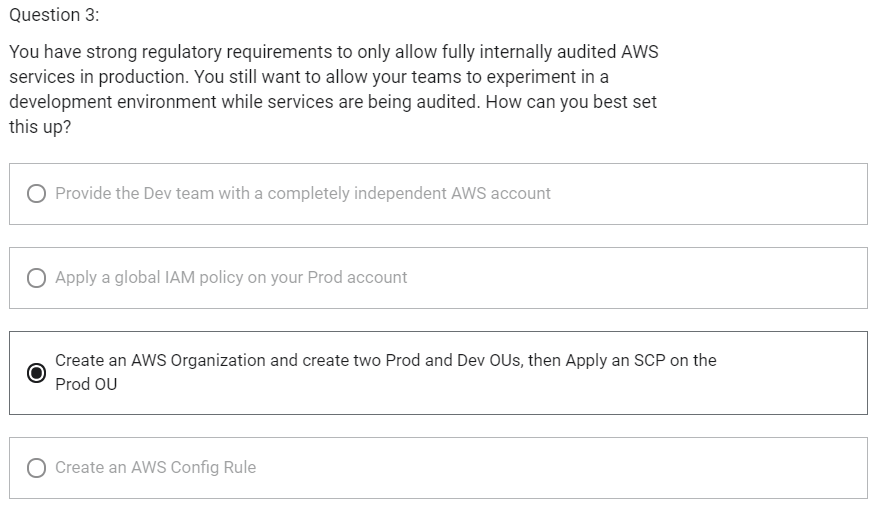 Question 3:
You have strong regulatory requirements to only allow fully internally audited AWS
services in production. You still want to allow your teams to experiment in a
development environment while services are being audited. How can you best set
this up?
Provide the Dev team with a completely independent AWS account
Apply a global IAM policy on your Prod account
Create an AWS Organization and create two Prod and Dev OUs, then Apply an SCP on the
Prod OU
Create an AWS Config Rule